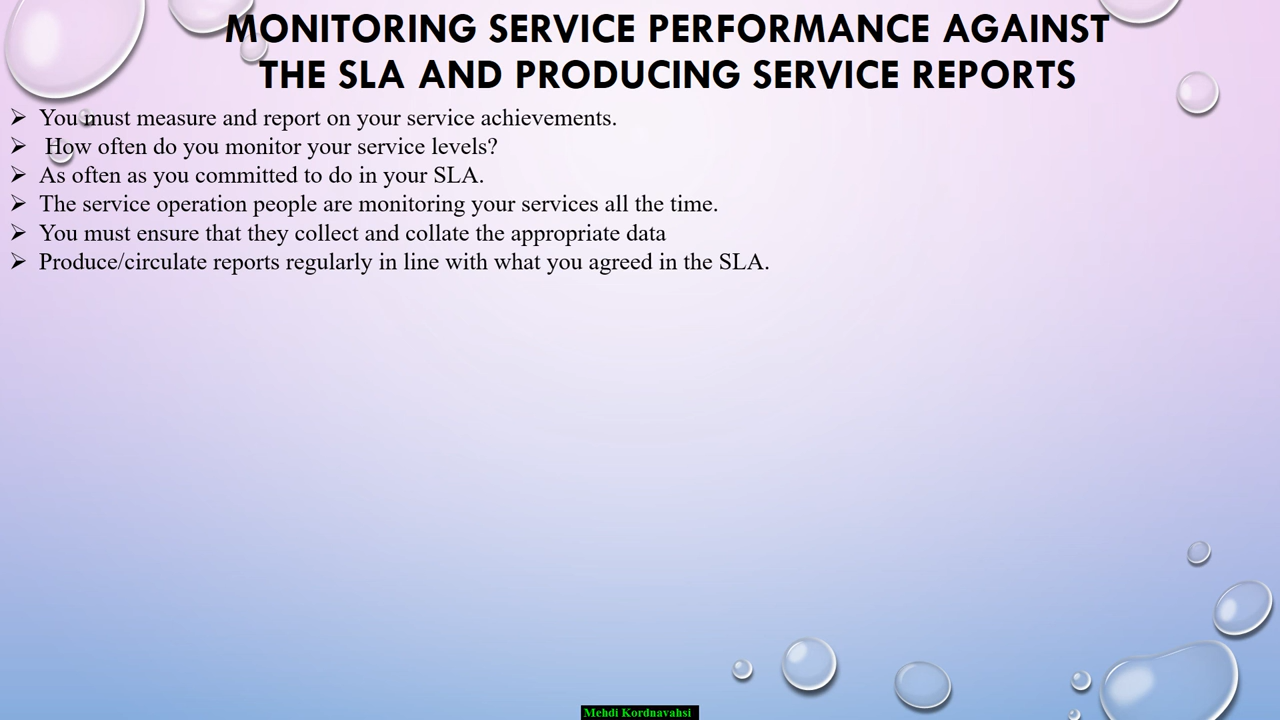 MONITORING SERVICE PERFORMANCE AGAINST
THE SLA AND PRODUCING SERVICE REPORTS
➢ You must measure and report on your service achievements.
➢ How often do you monitor your service levels?
➢ As often as you committed to do in your SLA.
➢ The service operation people are monitoring your services all the time.
➢ You must ensure that they collect and collate the appropriate data
➢ Produce/circulate reports regularly in line with what you agreed in the SLA.
Mehdi Kordnavahsi